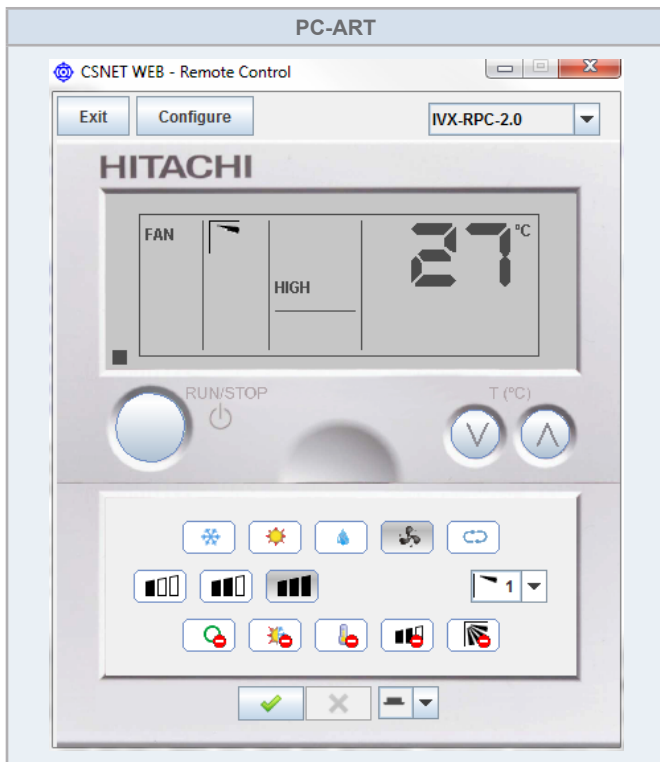 PC-ART
CSNET WEB - Remote Control
Exit Configure IVX-RPC-2.0
HITACHI
FAN 27 °C
HIGH
RUN/STOP T (°C)
1